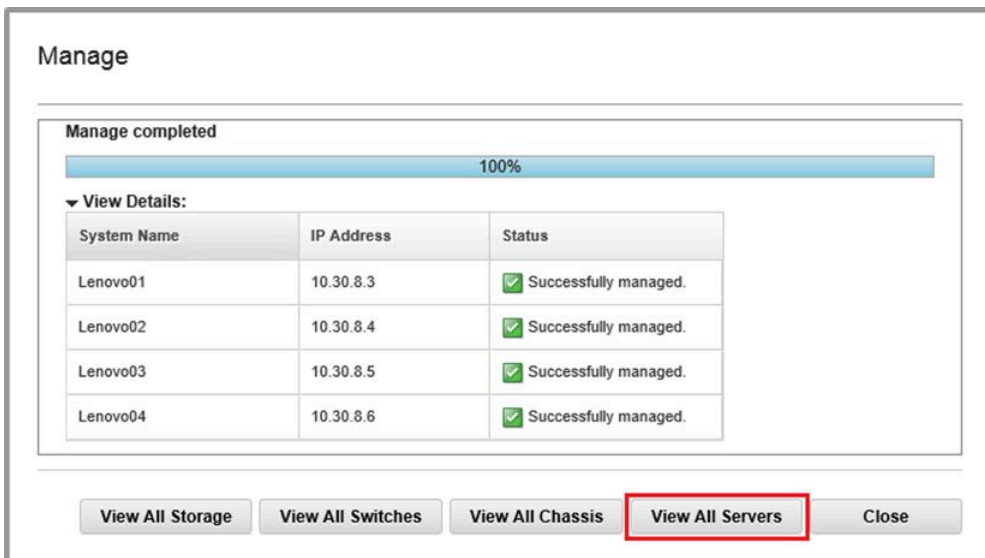 Manage
Manage completed
100%
View Details:
System Name IP Address Status
Lenovo01 10.30.8.3 Successfully managed.
Lenovo02 10.30.8.4 Successfully managed.
Lenovo03 10.30.8.5 Successfully managed.
Lenovo04 10.30.8.6 Successfully managed.
View All Storage View All Switches View All Chassis View All Servers Close